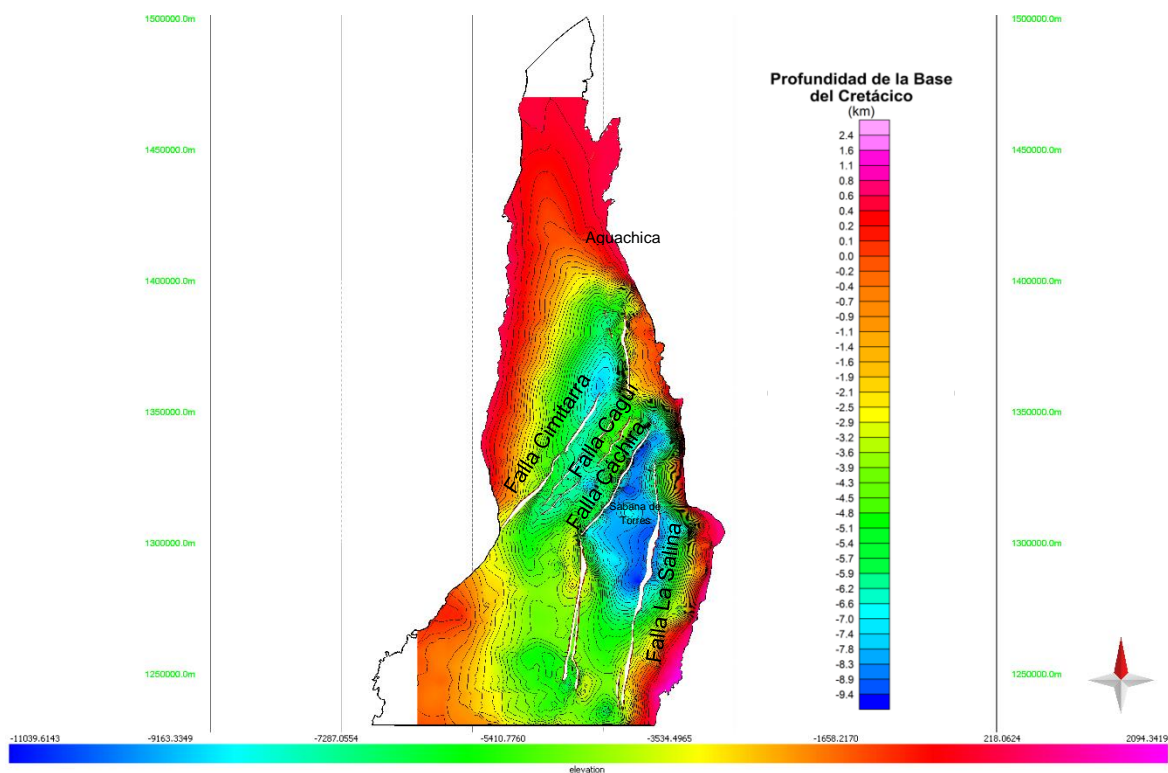 1500000.0m
1500000.0m
Profundidad de la Base
del Cretácico
(km)
2.4
1.6
1.1
0.8
0.6
0.4
0.2
0.1
0.0
-0.2
-0.4
-0.7
-0.9
-1.1
-1.4
-1.6
-1.9
-2.1
-2.5
-2.9
-3.2
-3.6
-3.9
-4.3
-4.5
-4.8
-5.1
-5.4
-5.7
-5.9
-6.2
-6.6
-7.0
-7.4
-7.8
-8.3
-8.9
-9.4
1450000.0m
1450000.0m
Aguachica
1400000.0m
1400000.0m
1350000.0m
1350000.0m
Falla Cimitarra
Falla Cagüi
Falla Cáchira
Sabana de
Torres
Falla La Salina
1300000.0m
1300000.0m
1250000.0m
1250000.0m
-11039.6143
-9163.3349
-7287.0554
-5410.7760
-3534.4965
-1658.2170
218.0624
2094.3419
elevation